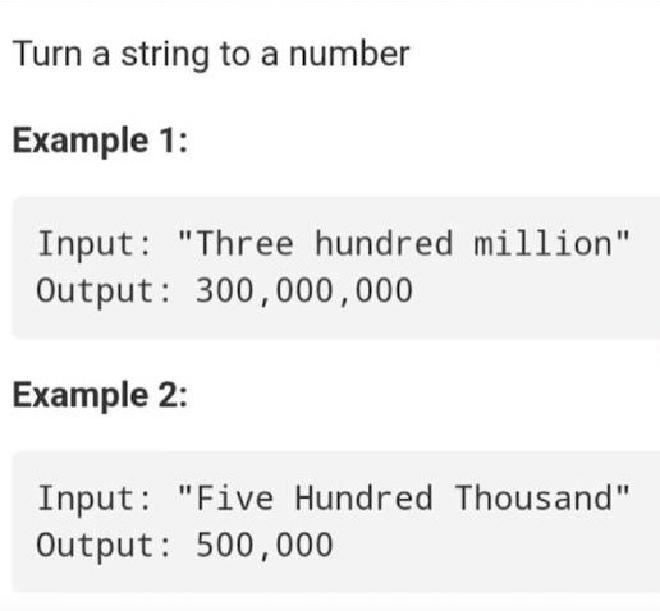 Turn a string to a number
Example 1:
Input: "Three hundred million"
Output: 300,000,000
Example 2:
Input: "Five Hundred Thousand"
Output: 500,000